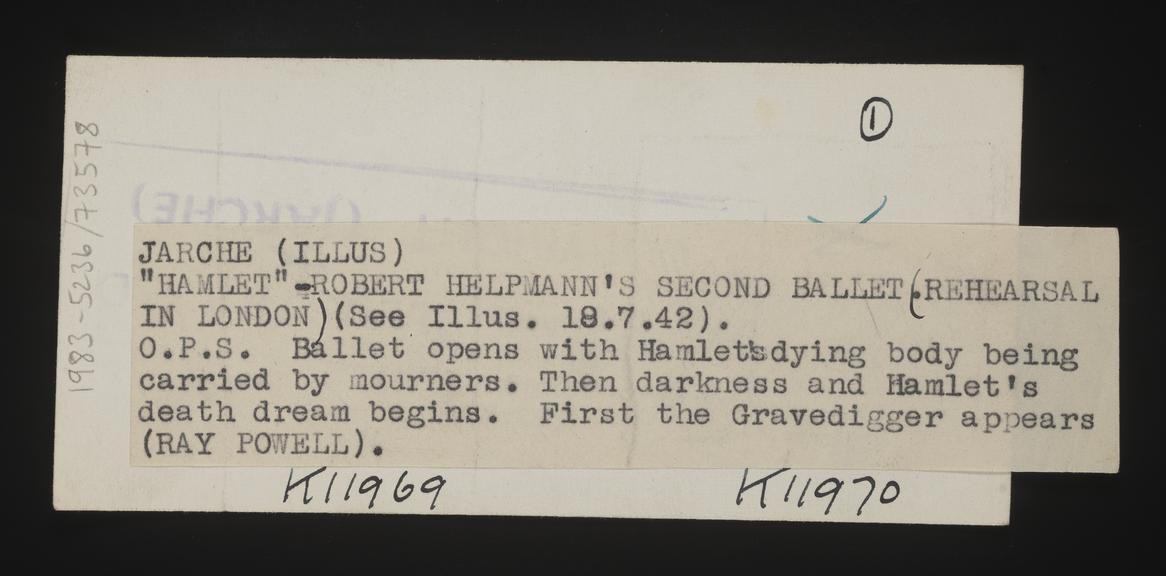 ①
1983-5236/73578
(JARCHE)
JARCHE (ILLUS)
"HAMLET"-ROBERT HELPMANN'S SECOND BALLET(.REHEARSAL
IN LONDON)(See Illus. 18.7.42).
O.P.S. Ballet opens with Hamlet's dying body being
carried by mourners. Then darkness and Hamlet's
death dream begins. First the Gravedigger appears
(RAY POWELL).
K11969 K11970